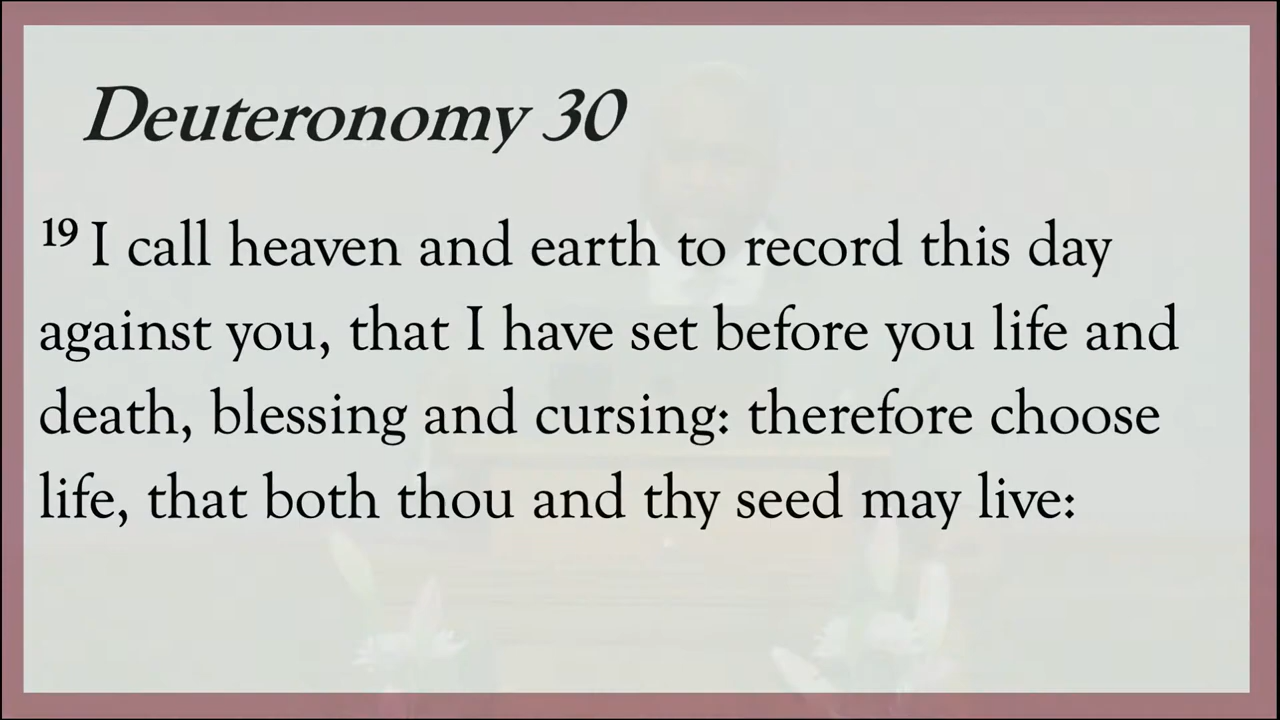 Deuteronomy 30
19 I call heaven and earth to record this day
against you, that I have set before you life and
death, blessing and cursing: therefore choose
life, that both thou and thy seed may live: